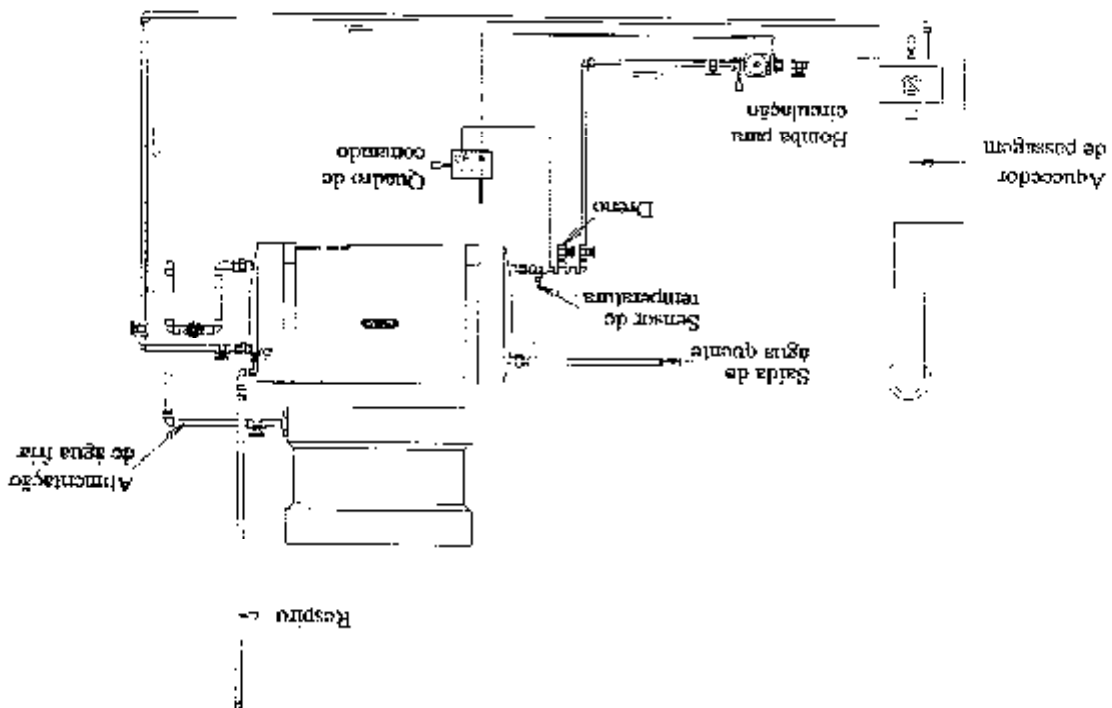 Respiro
Alimentação
de água fria
Saída de
água quente
Sensor de
temperatura
Dreno
Quadro de
comando
Aquecedor
de passagem
Bomba para
circulação